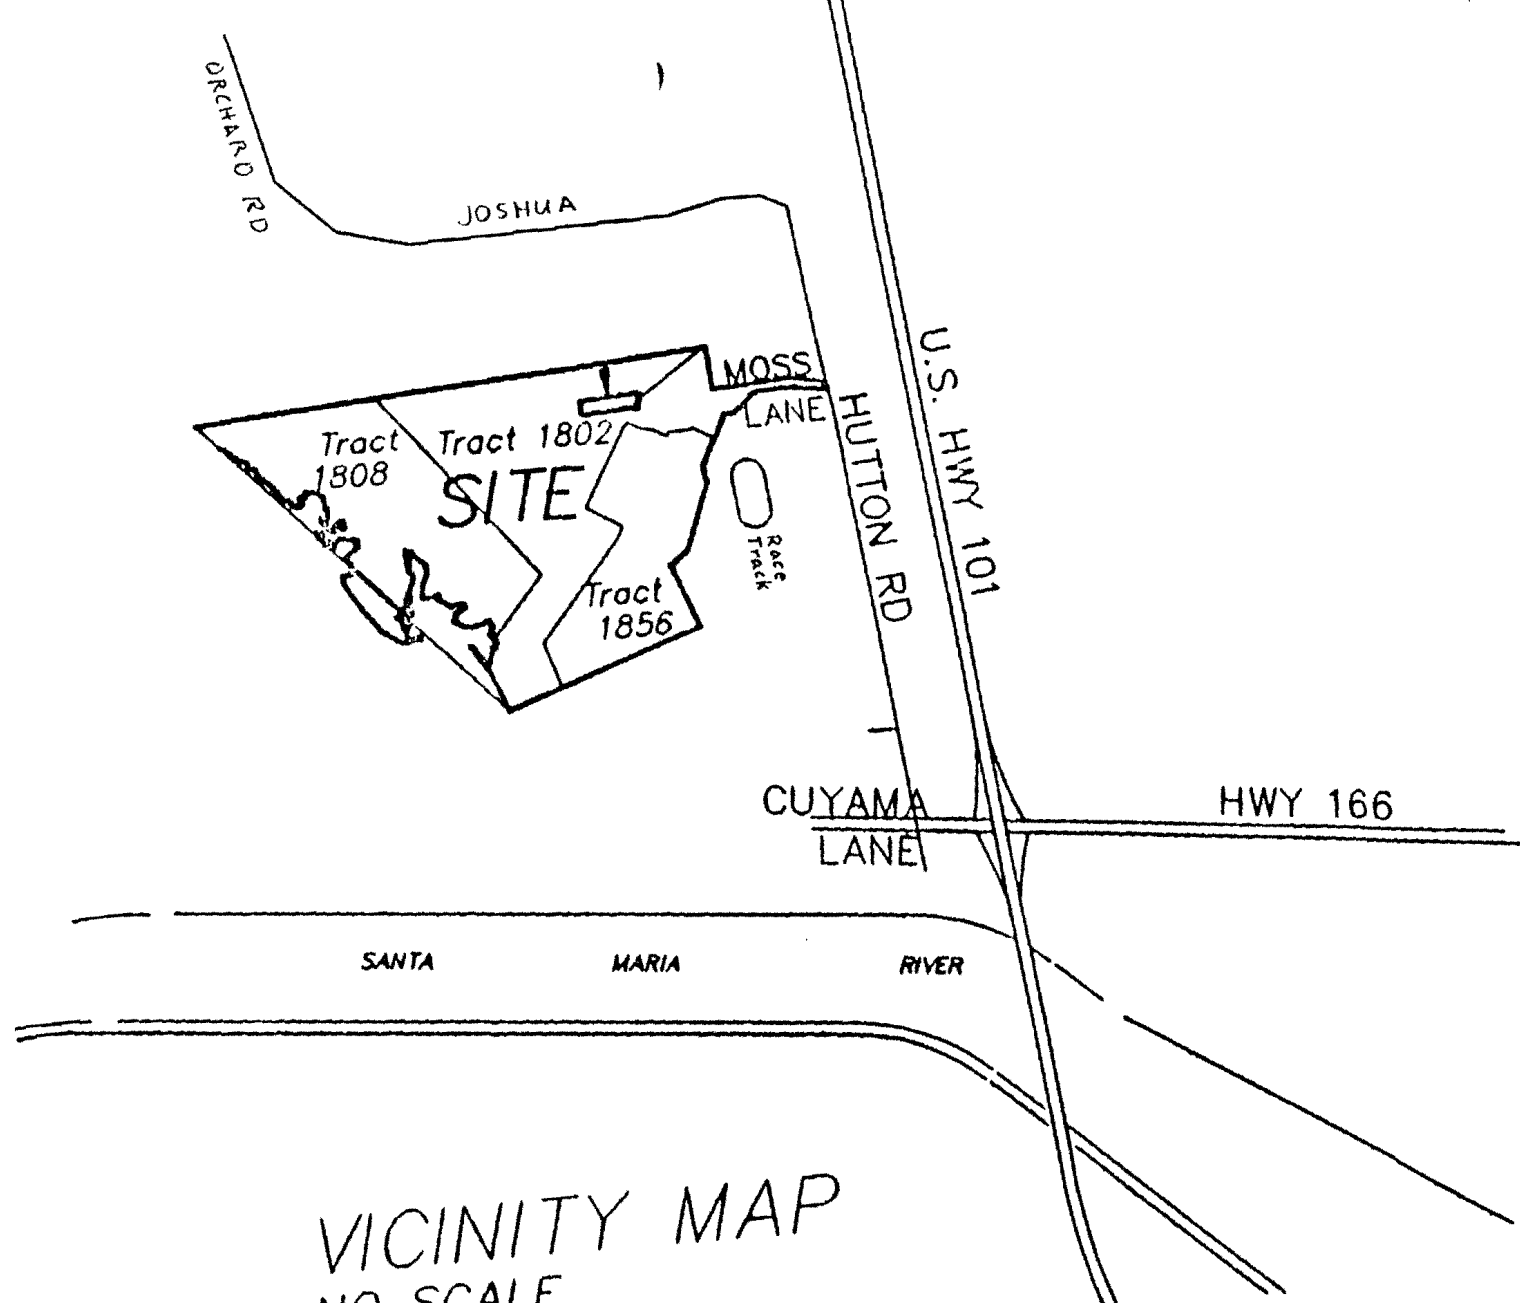 ORCHARD RD
JOSHUA
MOSS
LANE
Tract
1808
Tract 1802
SITE
Tract
1856
Race
Track
HUTTON RD
U.S. HWY 101
CUYAMA
LANE
HWY 166
SANTA MARIA RIVER
VICINITY MAP
NO SCALE